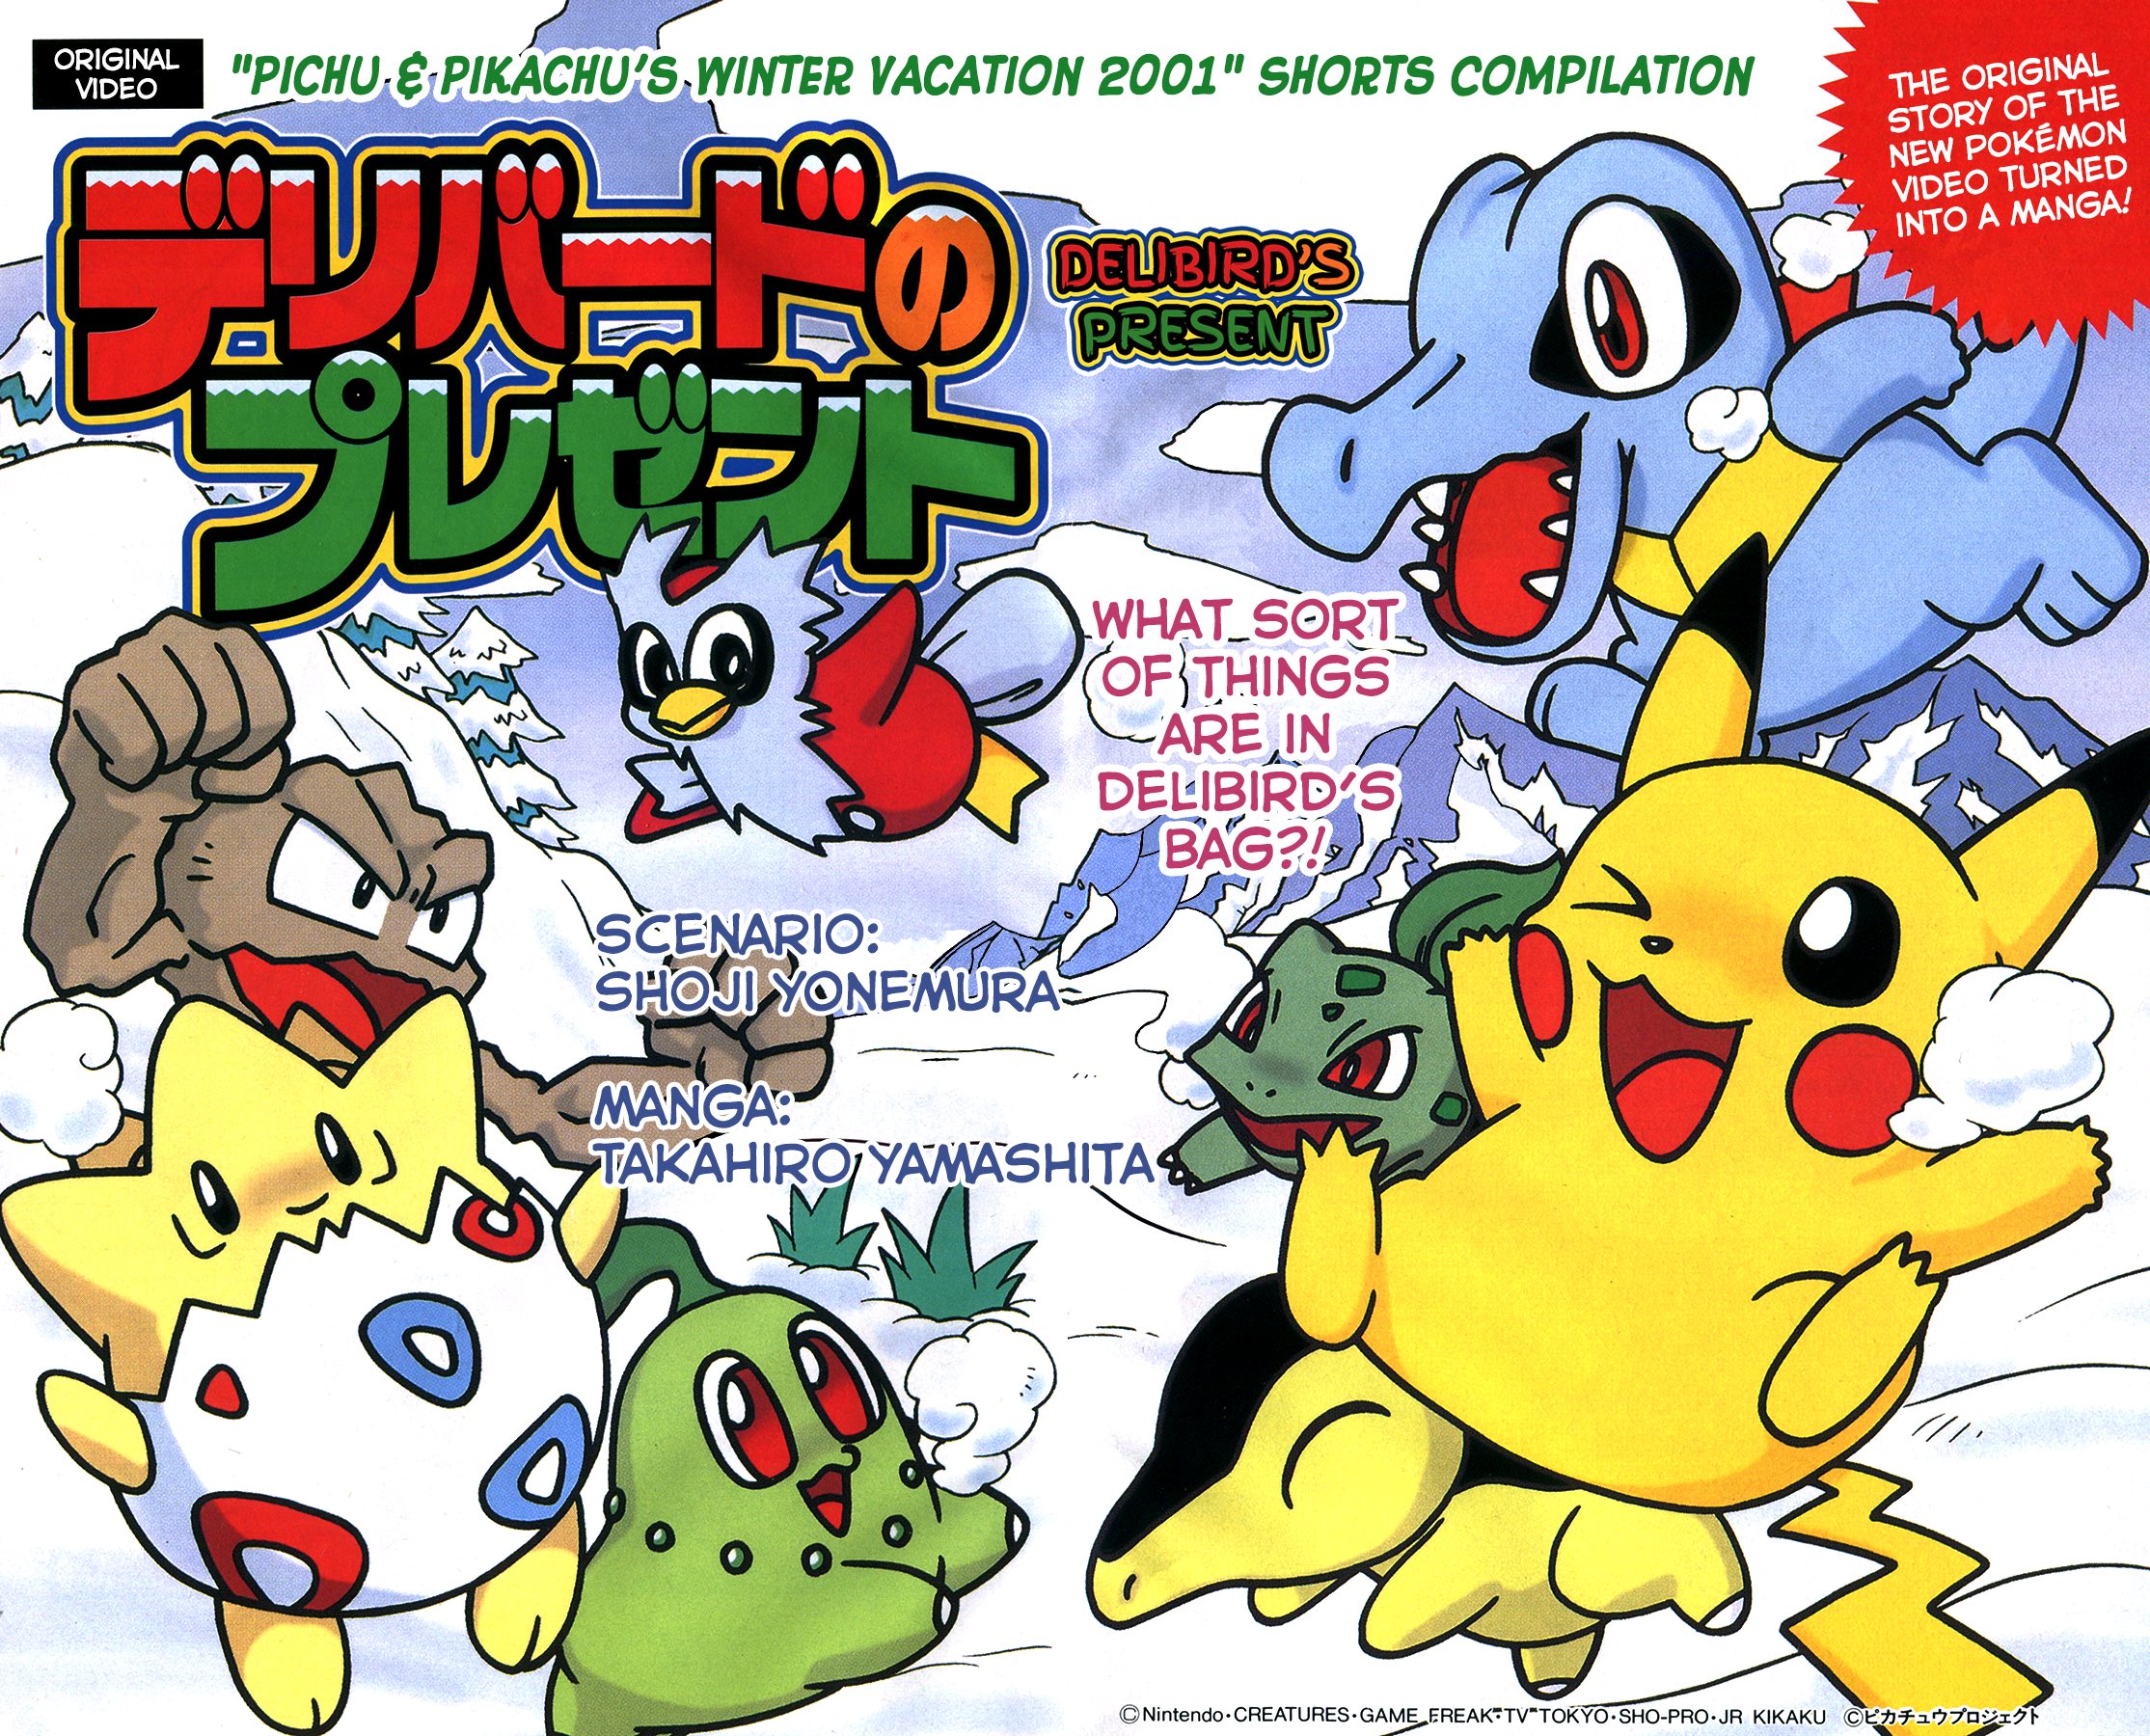 ORIGINAL
VIDEO
"PICHU & PIKACHU'S WINTER VACATION 2001" SHORTS COMPILATION
THE ORIGINAL
STORY OF THE
NEW POKÉMON
VIDEO TURNED
INTO A MANGA!
デリバードの
プレゼント
DELIBIRD'S
PRESENT
WHAT SORT
OF THINGS
ARE IN
DELIBIRD'S
BAG?!
SCENARIO:
SHOJI YONEMURA
MANGA:
TAKAHIRO YAMASHITA
©Nintendo・CREATURES・GAME FREAK・TV TOKYO・SHO-PRO・JR KIKAKU ©ピカチュウプロジェクト